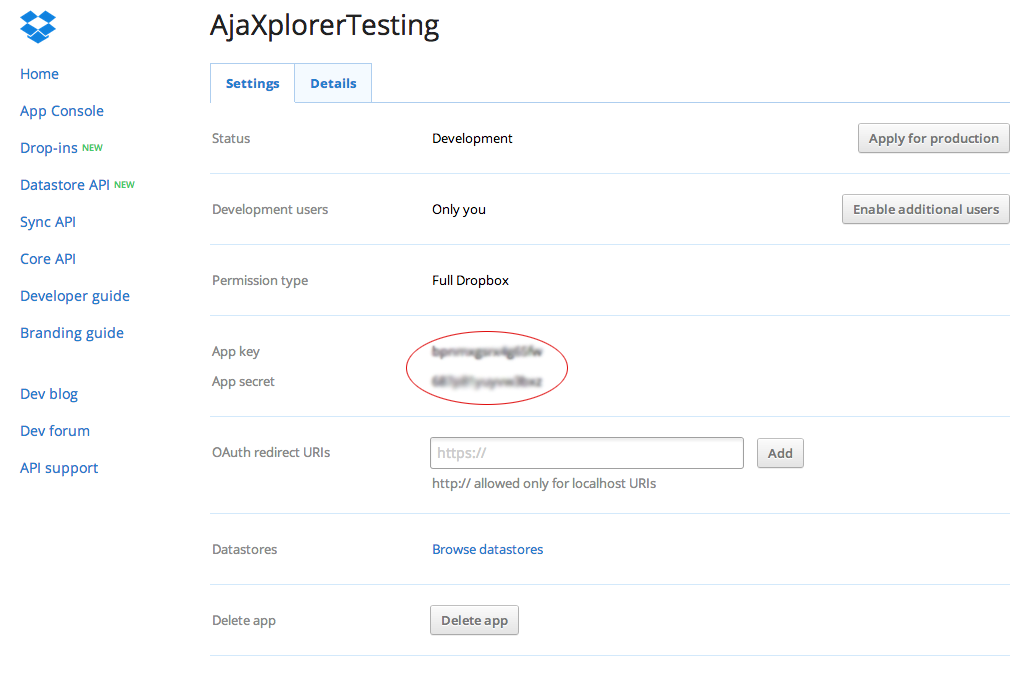 AjaXplorerTesting
Home
App Console
Drop-ins NEW
Datastore API NEW
Sync API
Core API
Developer guide
Branding guide
Dev blog
Dev forum
API support
Settings
Details
Status
Development
Apply for production
Development users
Only you
Enable additional users
Permission type
Full Dropbox
App key
App secret
OAuth redirect URIs
https://
Add
http:// allowed only for localhost URIs
Datastores
Browse datastores
Delete app
Delete app